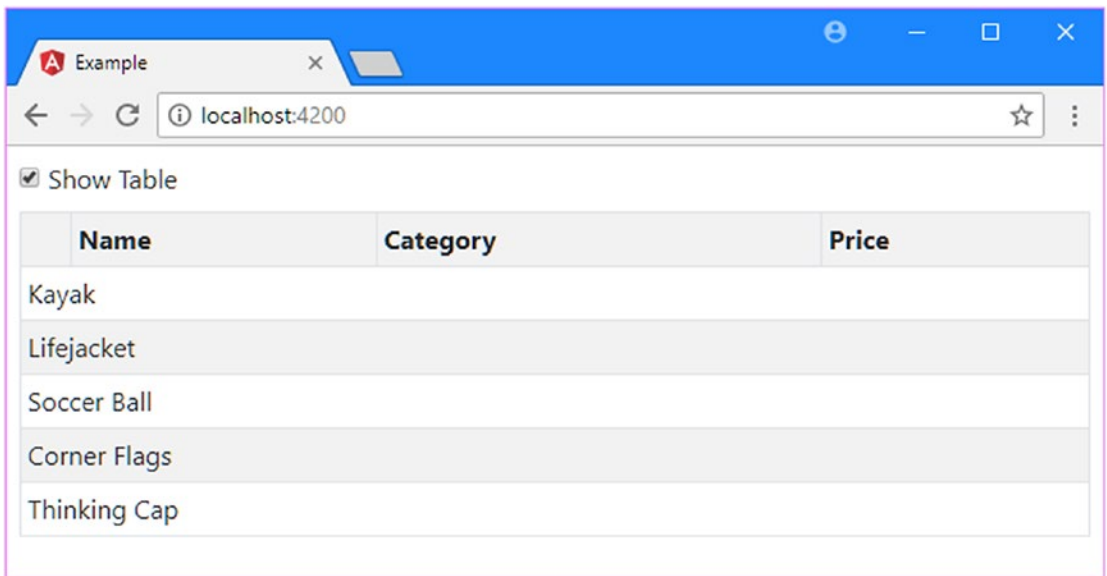 Example
localhost:4200
Show Table
Name Category Price
Kayak
Lifejacket
Soccer Ball
Corner Flags
Thinking Cap